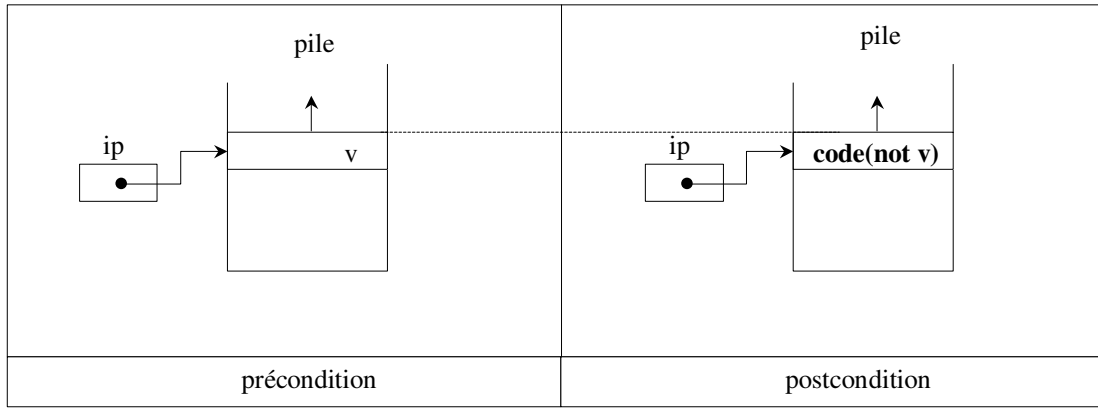 pile
ip
v
pile
ip
code(not v)
précondition
postcondition